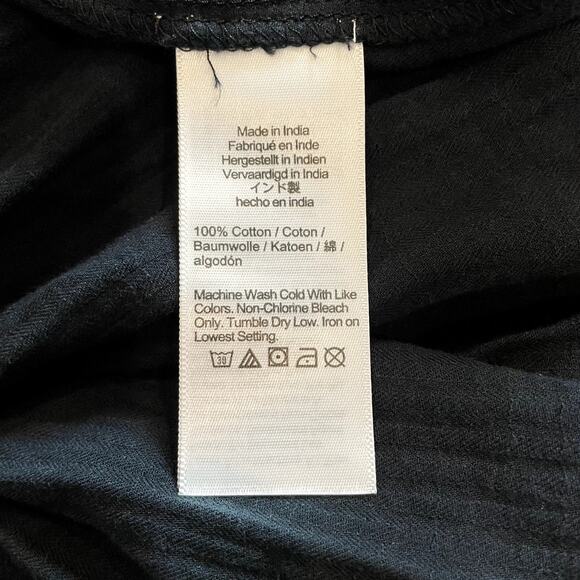 Made in India
Fabriqué en Inde
Hergestellt in Indien
Vervaardigd in India
インド製
hecho en india
100% Cotton / Coton /
Baumwolle / Katoen / 綿 /
algodón
Machine Wash Cold With Like
Colors. Non-Chlorine Bleach
Only. Tumble Dry Low. Iron on
Lowest Setting.
30